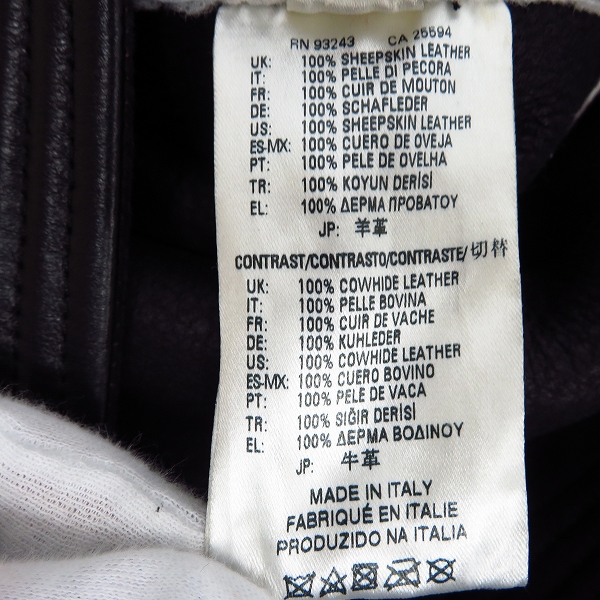 RN 93243 CA 25594
UK: 100% SHEEPSKIN LEATHER
IT: 100% PELLE DI PECORA
FR: 100% CUIR DE MOUTON
DE: 100% SCHAFLEDER
US: 100% SHEEPSKIN LEATHER
ES-MX: 100% CUERO DE OVEJA
PT: 100% PELE DE OVELHA
TR: 100% KOYUN DERİSİ
EL: 100% ΔΕΡΜΑ ΠΡΟΒΑΤΟΥ
JP: 羊革
CONTRAST/CONTRASTO/CONTRASTE/切替
UK: 100% COWHIDE LEATHER
IT: 100% PELLE BOVINA
FR: 100% CUIR DE VACHE
DE: 100% KUHLEDER
US: 100% COWHIDE LEATHER
ES-MX: 100% CUERO BOVINO
PT: 100% PELE DE VACA
TR: 100% SIĞIR DERİSİ
EL: 100% ΔΕΡΜΑ ΒΟΔΙΝΟΥ
JP: 牛革
MADE IN ITALY
FABRIQUÉ EN ITALIE
PRODUZIDO NA ITALIA